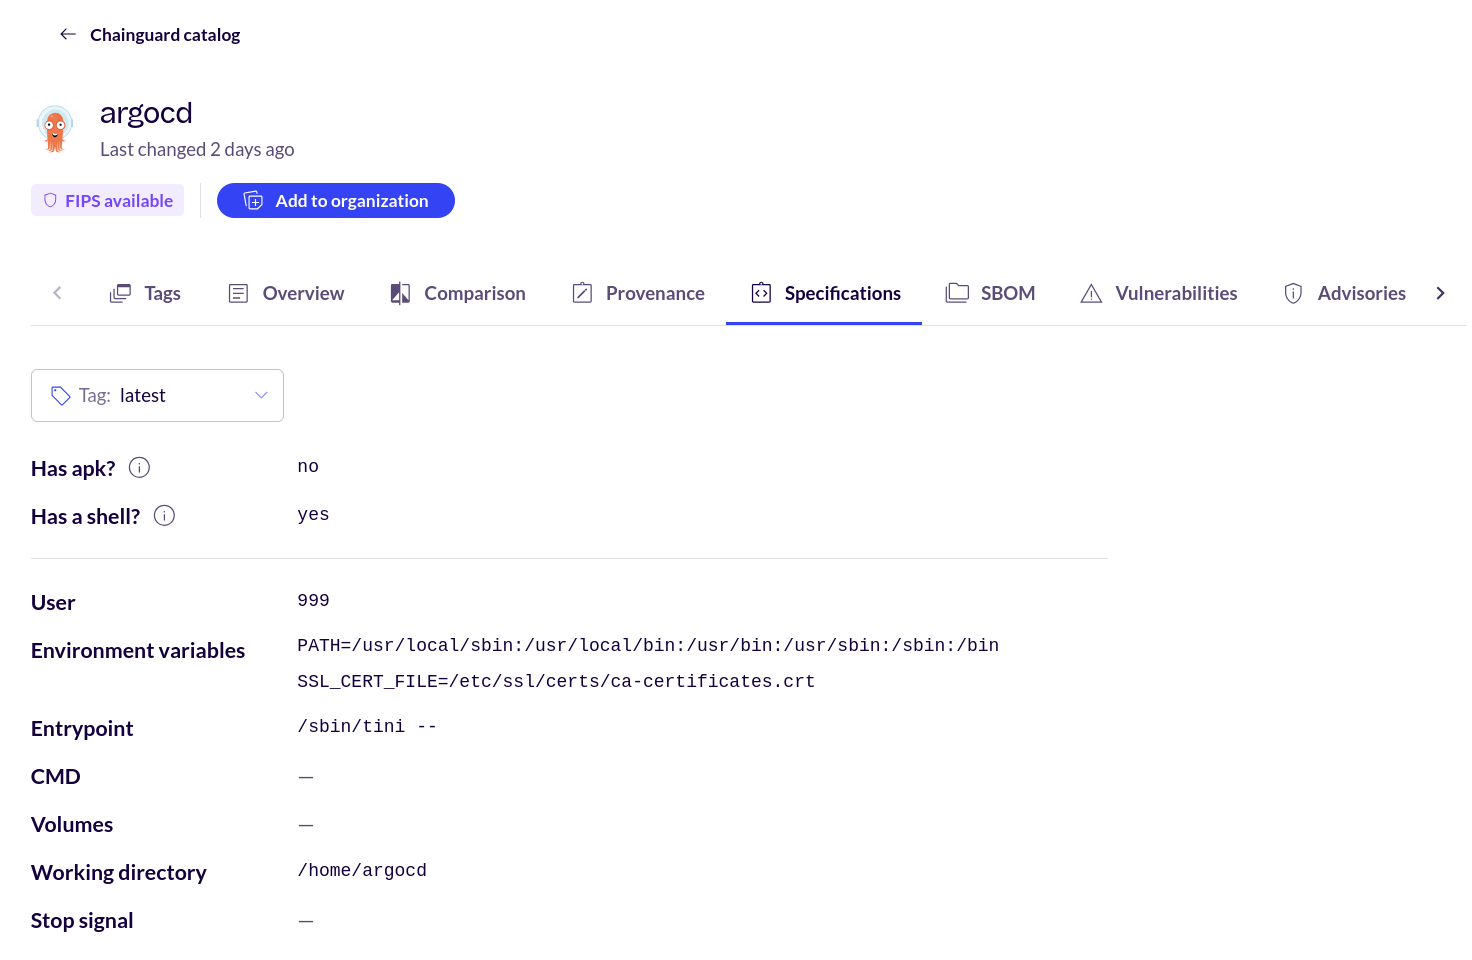 Chainguard catalog
argocd
Last changed 2 days ago
FIPS available
Add to organization
Tags Overview Comparison Provenance Specifications SBOM Vulnerabilities Advisories
Tag: latest
Has apk? no
Has a shell? yes
User 999
Environment variables PATH=/usr/local/sbin:/usr/local/bin:/usr/bin:/usr/sbin:/sbin:/bin
SSL_CERT_FILE=/etc/ssl/certs/ca-certificates.crt
Entrypoint /sbin/tini --
CMD —
Volumes —
Working directory /home/argocd
Stop signal —